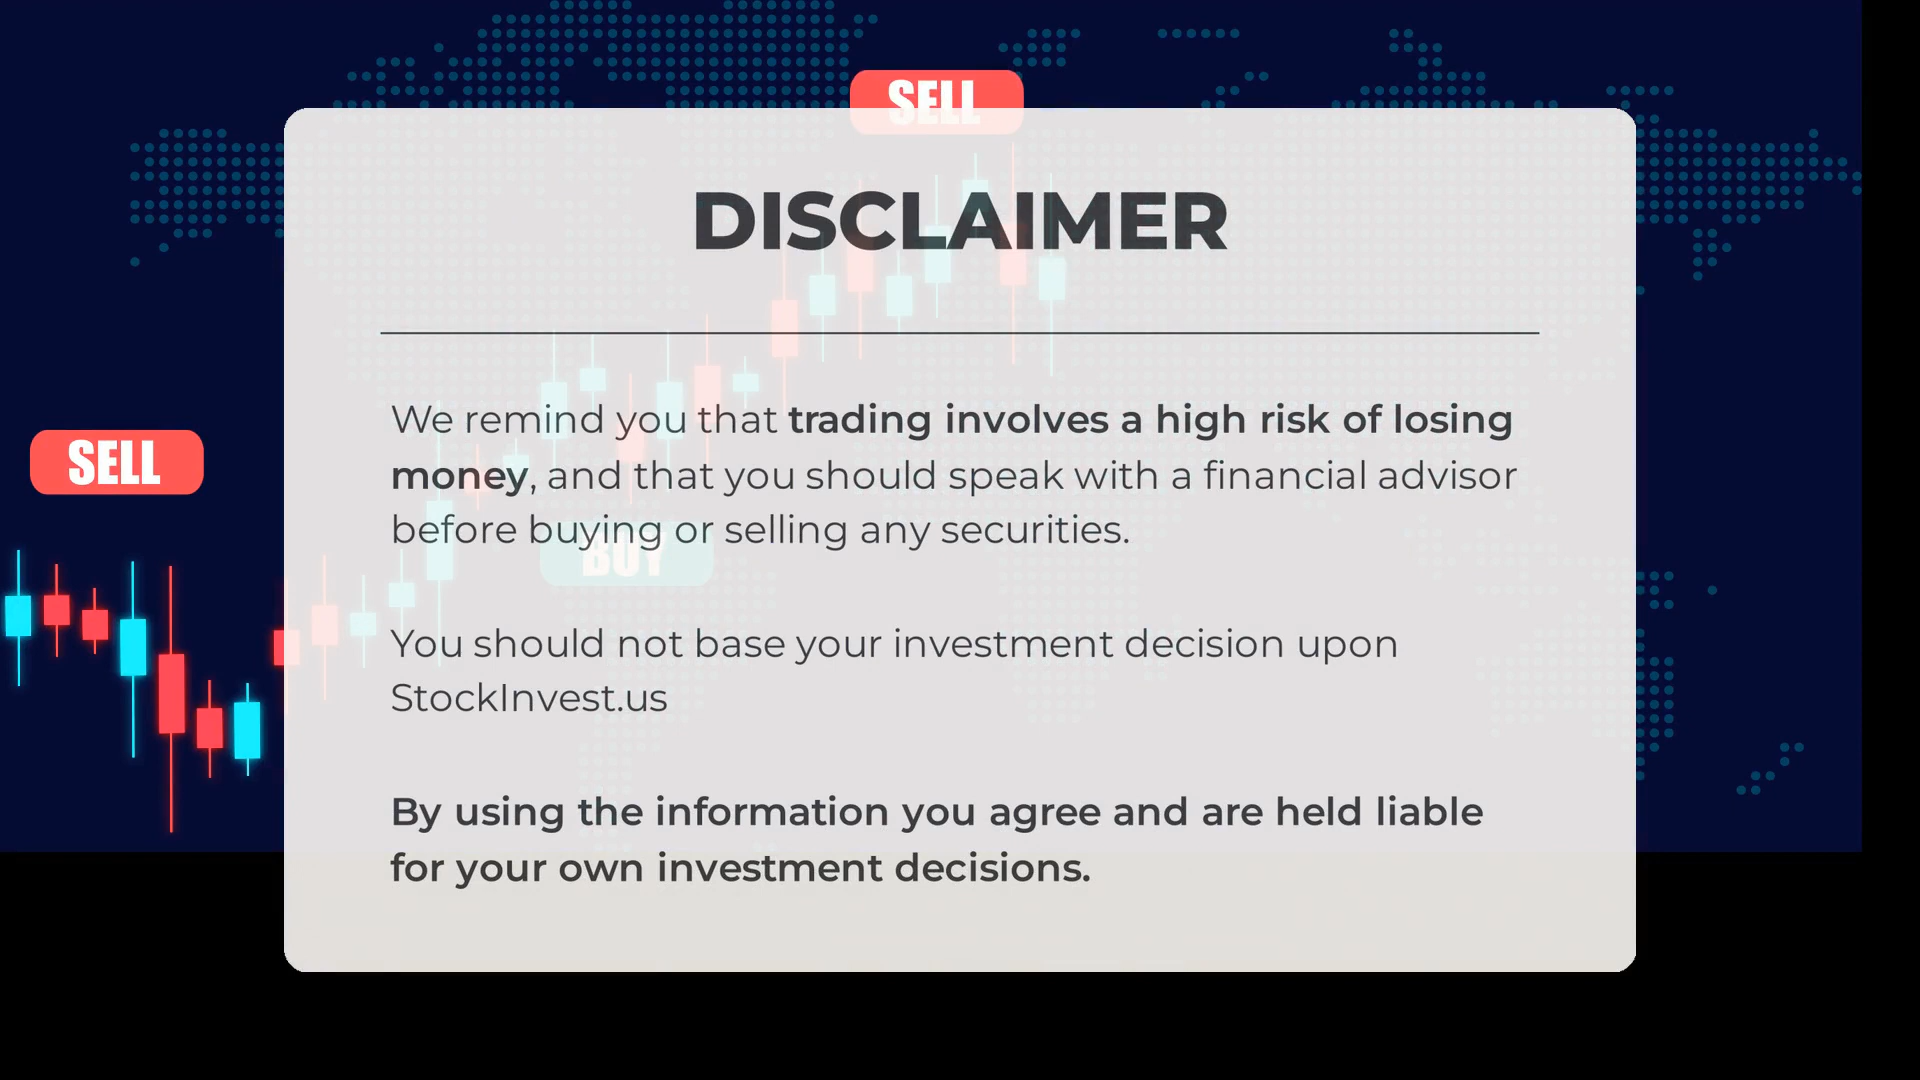 SELL
DISCLAIMER
We remind you that trading involves a high risk of losing
money, and that you should speak with a financial advisor
before buying or selling any securities.
SELL
BUY
You should not base your investment decision upon
StockInvest.us
By using the information you agree and are held liable
for your own investment decisions.